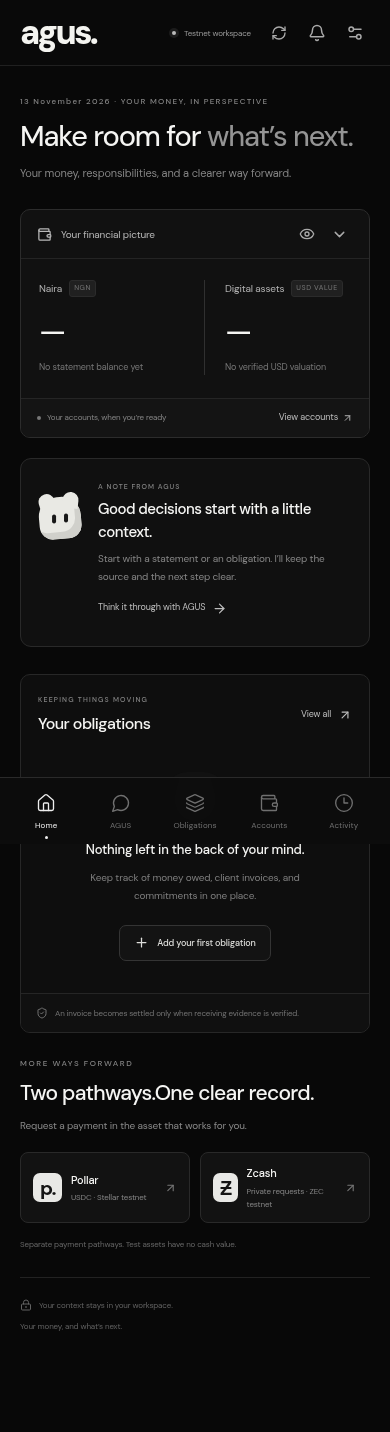 agus.
Testnet workspace
13 November 2026 · YOUR MONEY, IN PERSPECTIVE
Make room for what's next.
Your money, responsibilities, and a clearer way forward.
Your financial picture
Naira NGN
Digital assets USD VALUE
—
—
No statement balance yet
No verified USD valuation
Your accounts, when you're ready
View accounts
A NOTE FROM AGUS
Good decisions start with a little
context.
Start with a statement or an obligation. I'll keep the
source and the next step clear.
Think it through with AGUS
KEEPING THINGS MOVING
Your obligations
View all
Home
AGUS
Obligations
Accounts
Activity
Nothing left in the back of your mind.
Keep track of money owed, client invoices, and
commitments in one place.
Add your first obligation
An invoice becomes settled only when receiving evidence is verified.
MORE WAYS FORWARD
Two pathways.One clear record.
Request a payment in the asset that works for you.
p.
Pollar
USDC · Stellar testnet
Zcash
Private requests · ZEC
testnet
Separate payment pathways. Test assets have no cash value.
Your context stays in your workspace.
Your money, and what's next.